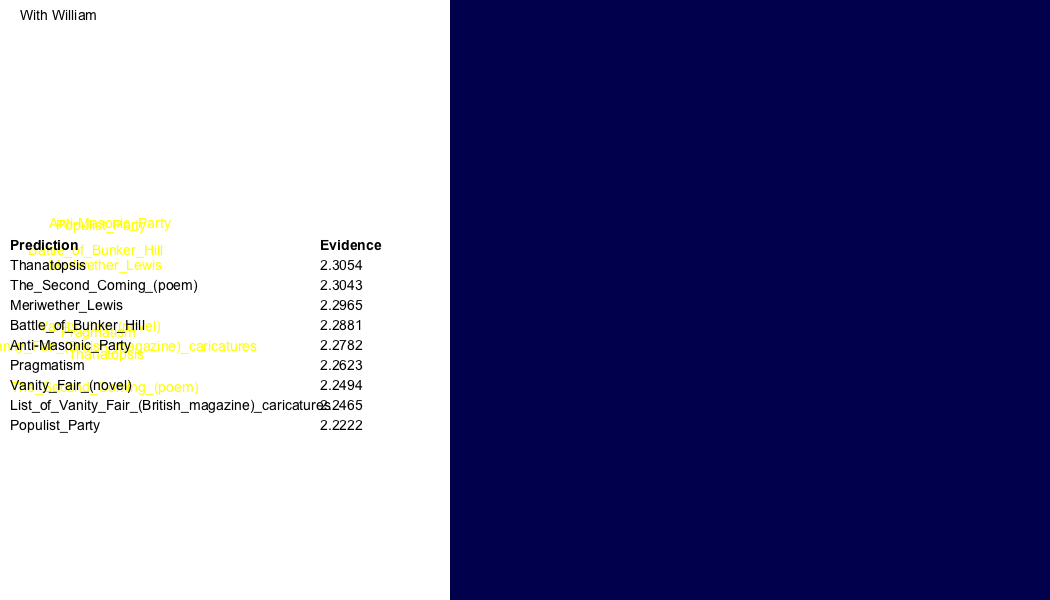 With William
Anti-Masonic_Party
Populist_Party
Prediction Evidence
Battle_of_Bunker_Hill
Thanatopsis 2.3054
Meriwether_Lewis
The_Second_Coming_(poem) 2.3043
Meriwether_Lewis 2.2965
Battle_of_Bunker_Hill 2.2881
Vanity_Fair_(novel)
Pragmatism
Anti-Masonic_Party 2.2782
magazine)_caricatures
Thanatopsis
Pragmatism 2.2623
Vanity_Fair_(novel) 2.2494
The_Second_Coming_(poem)
List_of_Vanity_Fair_(British_magazine)_caricatures 2.2465
Populist_Party 2.2222